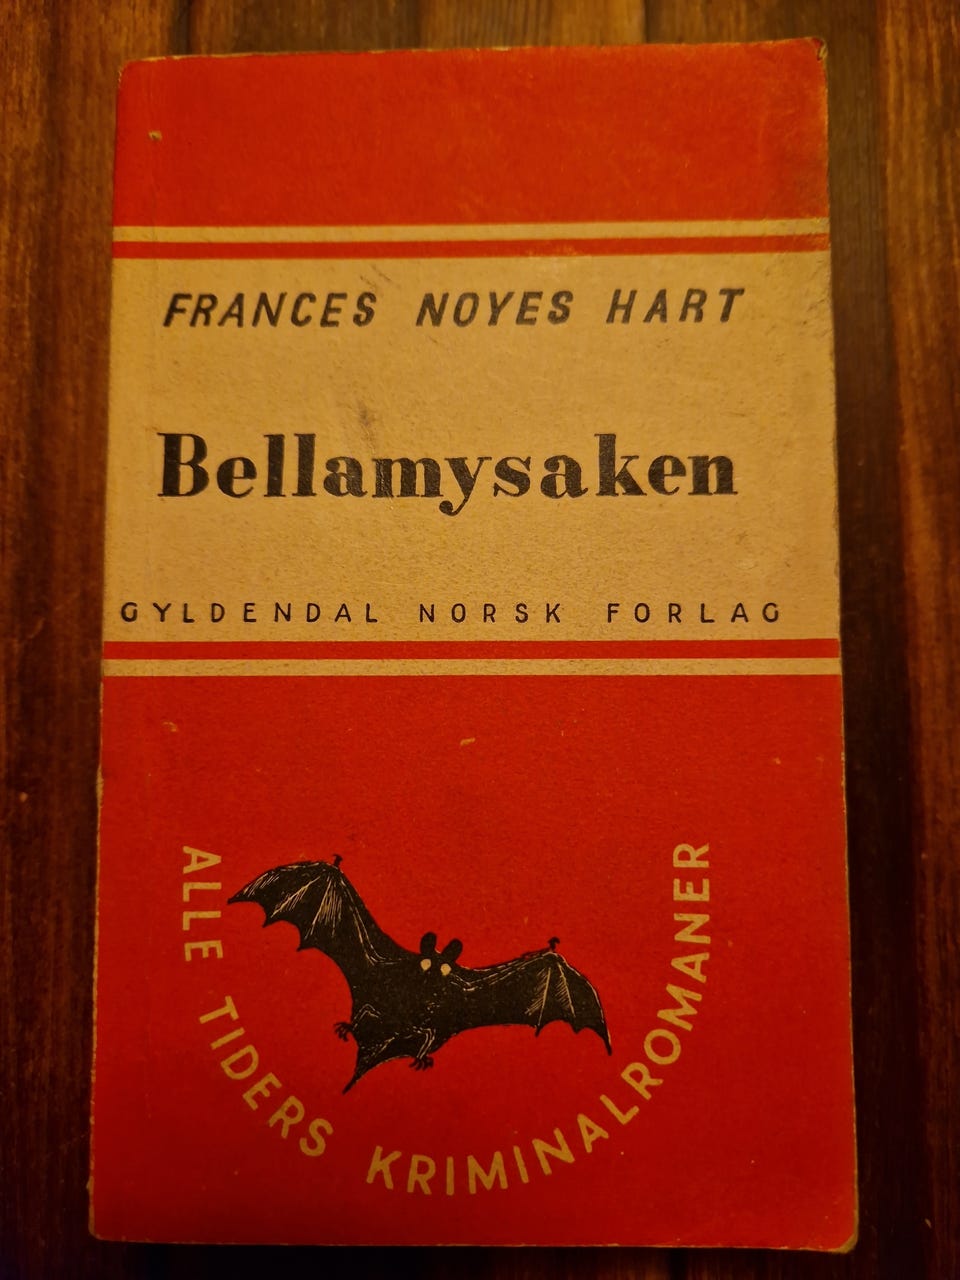 FRANCES NOYES HART
Bellamysaken
GYLDENDAL NORSK FORLAG
ALLE TIDERS KRIMINALROMANER